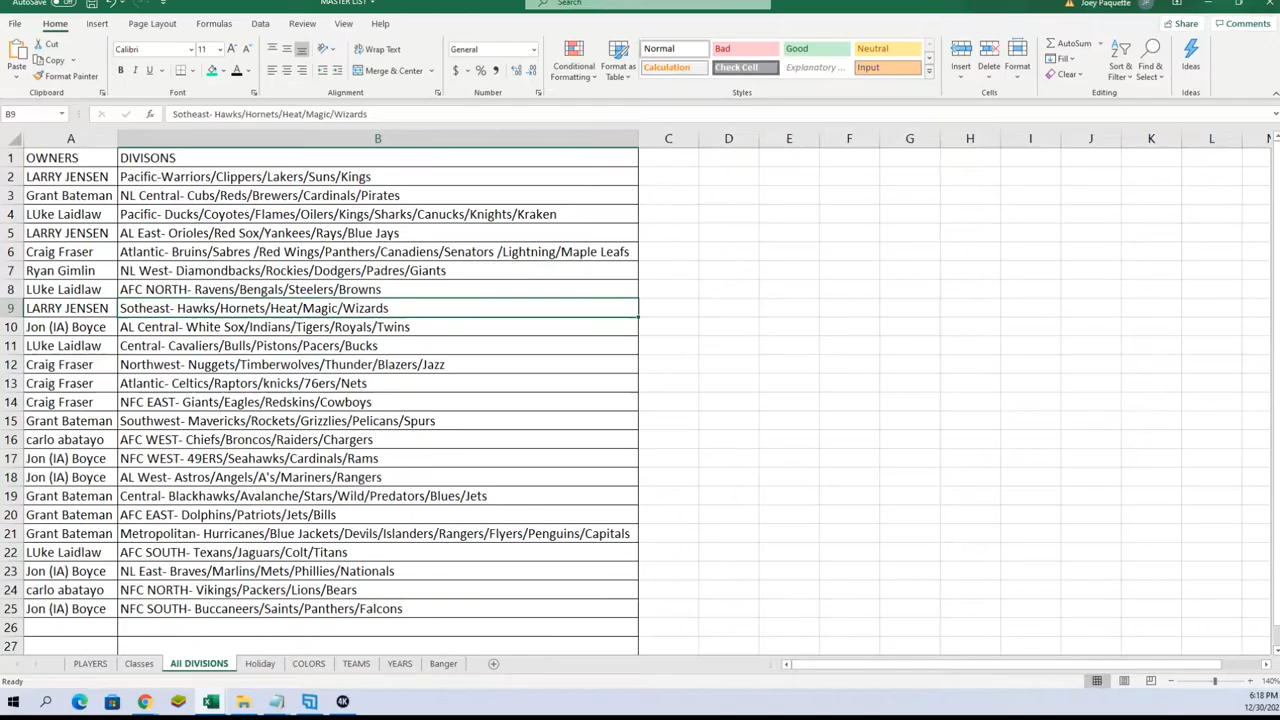 AutoSave Off MASTER LIST Search Joey Paquette JP
File Home Insert Page Layout Formulas Data Review View Help Share Comments
Paste Cut Copy Format Painter Clipboard
Calibri 11 B I U Font
Wrap Text Merge & Center Alignment
General $ % Number
Conditional Formatting Format as Table
Normal Bad Good Neutral
Calculation Check Cell Explanatory ... Input
Styles
Insert Delete Format Cells
AutoSum Fill Clear Sort & Filter Find & Select Editing
Ideas Ideas
B9 fx Sotheast- Hawks/Hornets/Heat/Magic/Wizards
A B C D E F G H I J K L N
1 OWNERS DIVISONS
2 LARRY JENSEN Pacific-Warriors/Clippers/Lakers/Suns/Kings
3 Grant Bateman NL Central- Cubs/Reds/Brewers/Cardinals/Pirates
4 LUke Laidlaw Pacific- Ducks/Coyotes/Flames/Oilers/Kings/Sharks/Canucks/Knights/Kraken
5 LARRY JENSEN AL East- Orioles/Red Sox/Yankees/Rays/Blue Jays
6 Craig Fraser Atlantic- Bruins/Sabres /Red Wings/Panthers/Canadiens/Senators /Lightning/Maple Leafs
7 Ryan Gimlin NL West- Diamondbacks/Rockies/Dodgers/Padres/Giants
8 LUke Laidlaw AFC NORTH- Ravens/Bengals/Steelers/Browns
9 LARRY JENSEN Sotheast- Hawks/Hornets/Heat/Magic/Wizards
10 Jon (IA) Boyce AL Central- White Sox/Indians/Tigers/Royals/Twins
11 LUke Laidlaw Central- Cavaliers/Bulls/Pistons/Pacers/Bucks
12 Craig Fraser Northwest- Nuggets/Timberwolves/Thunder/Blazers/Jazz
13 Craig Fraser Atlantic- Celtics/Raptors/knicks/76ers/Nets
14 Craig Fraser NFC EAST- Giants/Eagles/Redskins/Cowboys
15 Grant Bateman Southwest- Mavericks/Rockets/Grizzlies/Pelicans/Spurs
16 carlo abatayo AFC WEST- Chiefs/Broncos/Raiders/Chargers
17 Jon (IA) Boyce NFC WEST- 49ERS/Seahawks/Cardinals/Rams
18 Jon (IA) Boyce AL West- Astros/Angels/A's/Mariners/Rangers
19 Grant Bateman Central- Blackhawks/Avalanche/Stars/Wild/Predators/Blues/Jets
20 Grant Bateman AFC EAST- Dolphins/Patriots/Jets/Bills
21 Grant Bateman Metropolitan- Hurricanes/Blue Jackets/Devils/Islanders/Rangers/Flyers/Penguins/Capitals
22 LUke Laidlaw AFC SOUTH- Texans/Jaguars/Colt/Titans
23 Jon (IA) Boyce NL East- Braves/Marlins/Mets/Phillies/Nationals
24 carlo abatayo NFC NORTH- Vikings/Packers/Lions/Bears
25 Jon (IA) Boyce NFC SOUTH- Buccaneers/Saints/Panthers/Falcons
26
27
PLAYERS Classes All DIVISIONS Holiday COLORS TEAMS YEARS Banger
Ready 140%
4K 6:18 PM
12/30/202